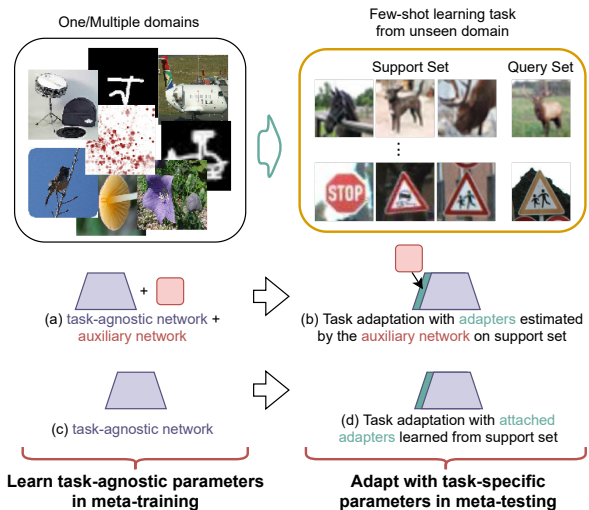 One/Multiple domains
Few-shot learning task
from unseen domain
Support Set
Query Set
...
STOP
+
(a) task-agnostic network +
auxiliary network
(b) Task adaptation with adapters estimated
by the auxiliary network on support set
(c) task-agnostic network
(d) Task adaptation with attached
adapters learned from support set
Learn task-agnostic parameters
in meta-training
Adapt with task-specific
parameters in meta-testing